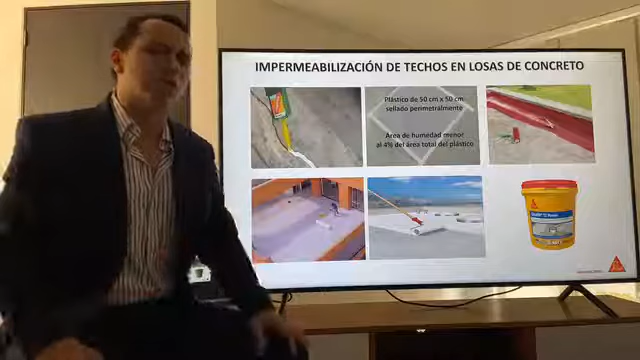 IMPERMEABILIZACIÓN DE TECHOS EN LOSAS DE CONCRETO
Plástico de 50 cm x 50 cm
sellado perimetralmente
Área de humedad menor
al 4% del área total del plástico